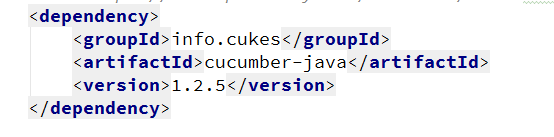 <dependency>
<groupId>info.cukes</groupId>
<artifactId>cucumber-java</artifactId>
<version>1.2.5</version>
</dependency>